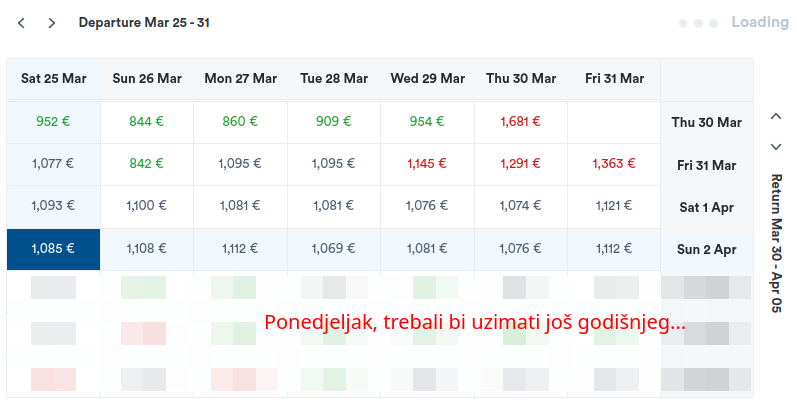 Departure Mar 25 - 31
Loading
Sat 25 Mar Sun 26 Mar Mon 27 Mar Tue 28 Mar Wed 29 Mar Thu 30 Mar Fri 31 Mar
952 € 844 € 860 € 909 € 954 € 1,681 € Thu 30 Mar
1,077 € 842 € 1,095 € 1,095 € 1,145 € 1,291 € 1,363 € Fri 31 Mar
1,093 € 1,100 € 1,081 € 1,081 € 1,076 € 1,074 € 1,121 € Sat 1 Apr
1,085 € 1,108 € 1,112 € 1,069 € 1,081 € 1,076 € 1,112 € Sun 2 Apr
Return Mar 30 - Apr 05
Ponedjeljak, trebali bi uzimati još godišnjeg...